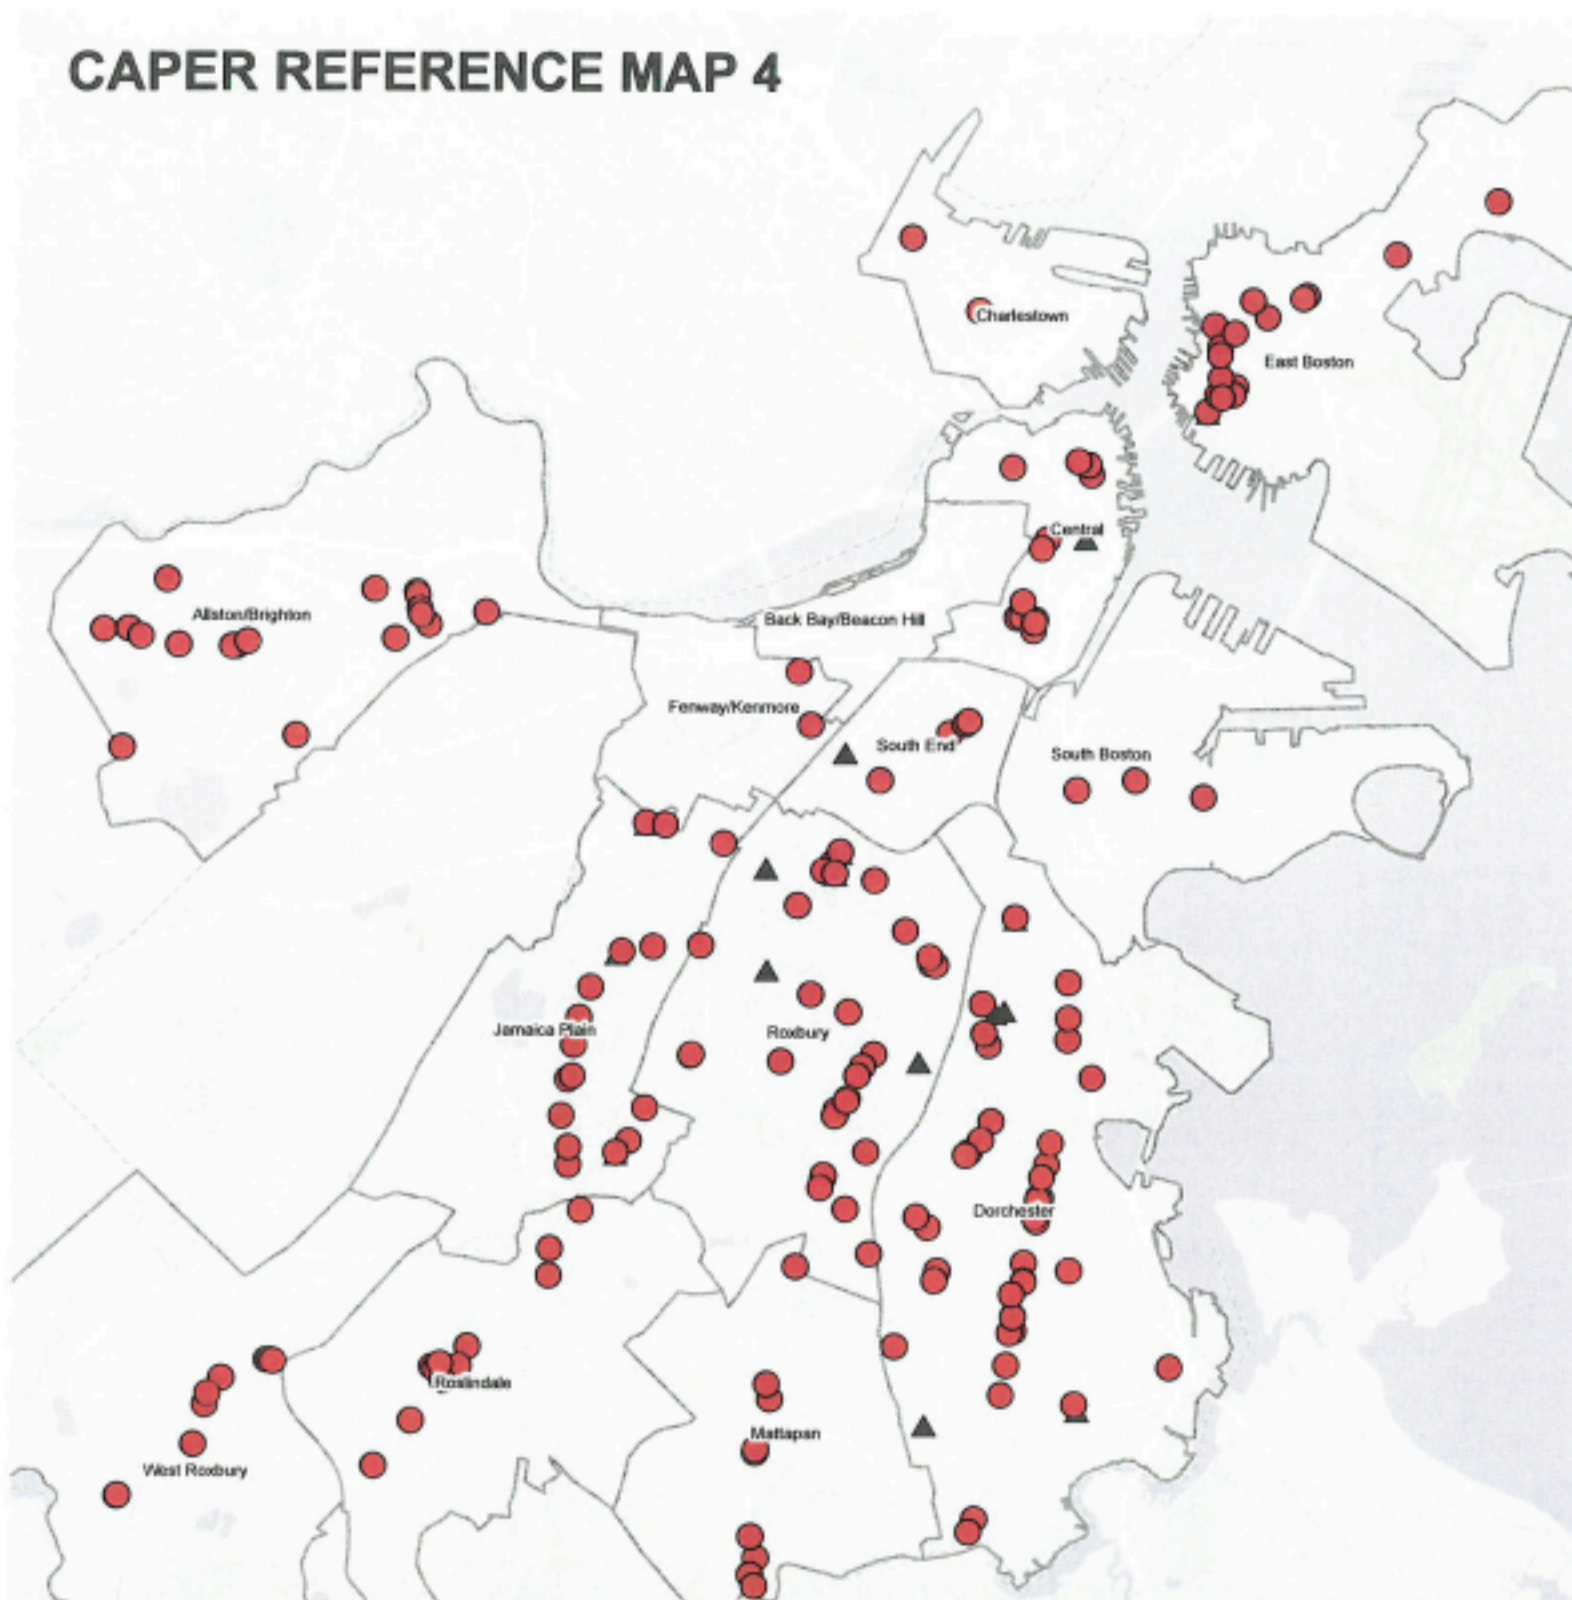 CAPER REFERENCE MAP 4
Charlestown
East Boston
Central
Allston/Brighton
Back Bay/Beacon Hill
Fenway/Kenmore
South End
South Boston
Jamaica Plain
Roxbury
Dorchester
Roslindale
Mattapan
West Roxbury